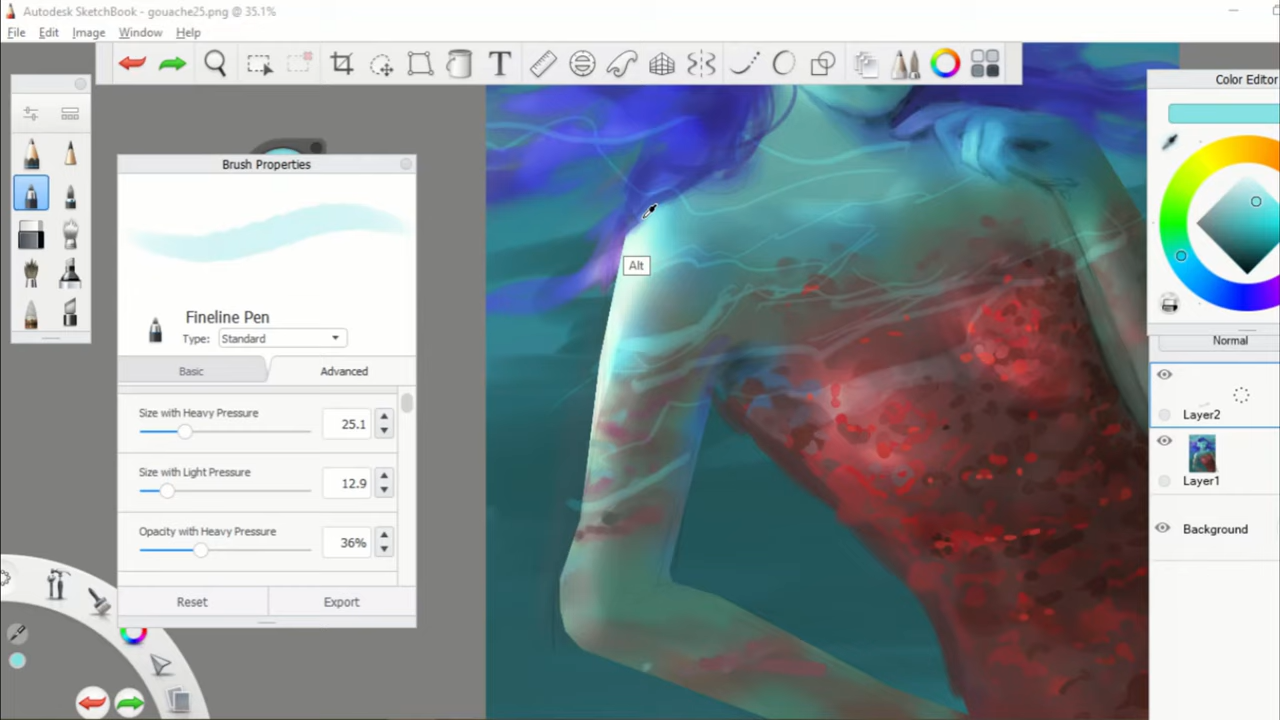 Autodesk SketchBook - gouache25.png @ 35.1%
File Edit Image Window Help
T
Color Editor
Brush Properties
Alt
Fineline Pen
Type: Standard
Basic Advanced
Size with Heavy Pressure 25.1
Size with Light Pressure 12.9
Opacity with Heavy Pressure 36%
Reset Export
Normal
Layer2
Layer1
Background